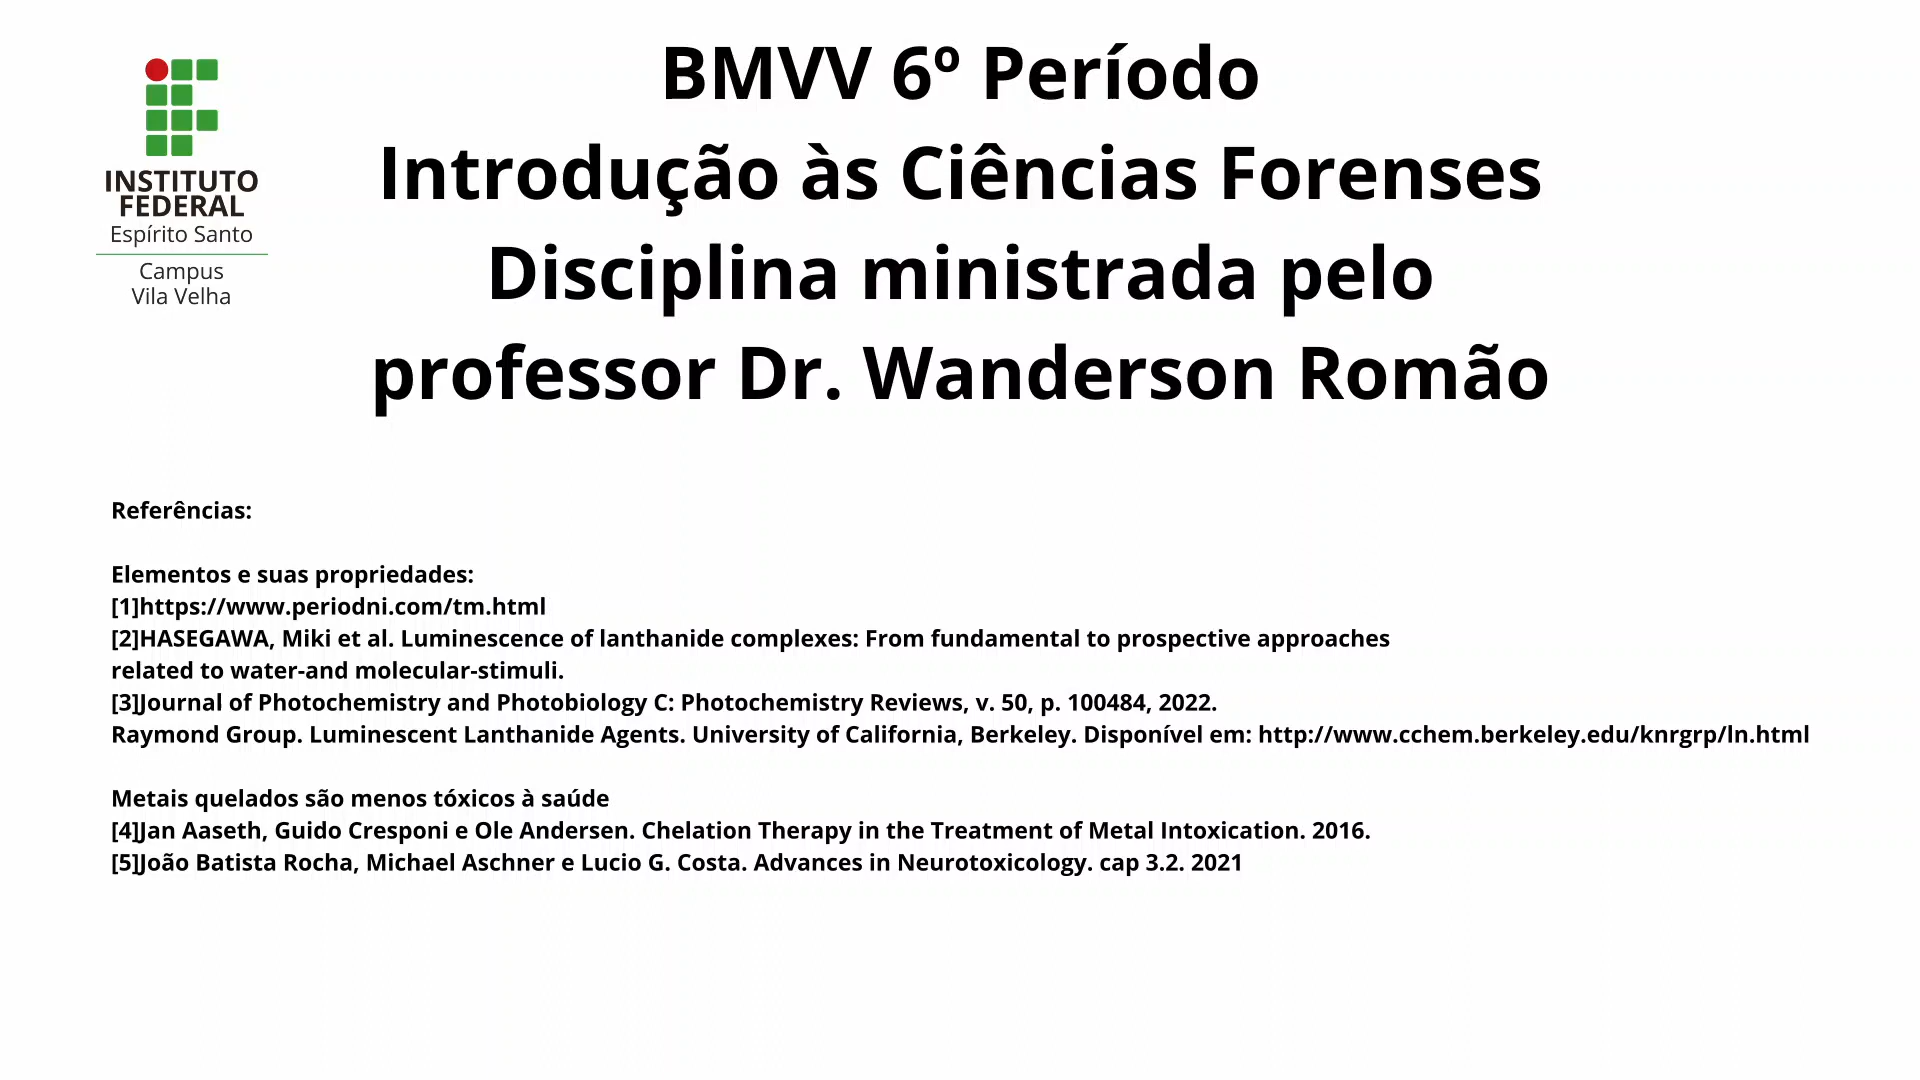 INSTITUTO
FEDERAL
Espírito Santo
Campus
Vila Velha
BMVV 6º Período
Introdução às Ciências Forenses
Disciplina ministrada pelo
professor Dr. Wanderson Romão
Referências:
Elementos e suas propriedades:
[1]https://www.periodni.com/tm.html
[2]HASEGAWA, Miki et al. Luminescence of lanthanide complexes: From fundamental to prospective approaches
related to water-and molecular-stimuli.
[3]Journal of Photochemistry and Photobiology C: Photochemistry Reviews, v. 50, p. 100484, 2022.
Raymond Group. Luminescent Lanthanide Agents. University of California, Berkeley. Disponível em: http://www.cchem.berkeley.edu/knrgrp/ln.html
Metais quelados são menos tóxicos à saúde
[4]Jan Aaseth, Guido Cresponi e Ole Andersen. Chelation Therapy in the Treatment of Metal Intoxication. 2016.
[5]João Batista Rocha, Michael Aschner e Lucio G. Costa. Advances in Neurotoxicology. cap 3.2. 2021